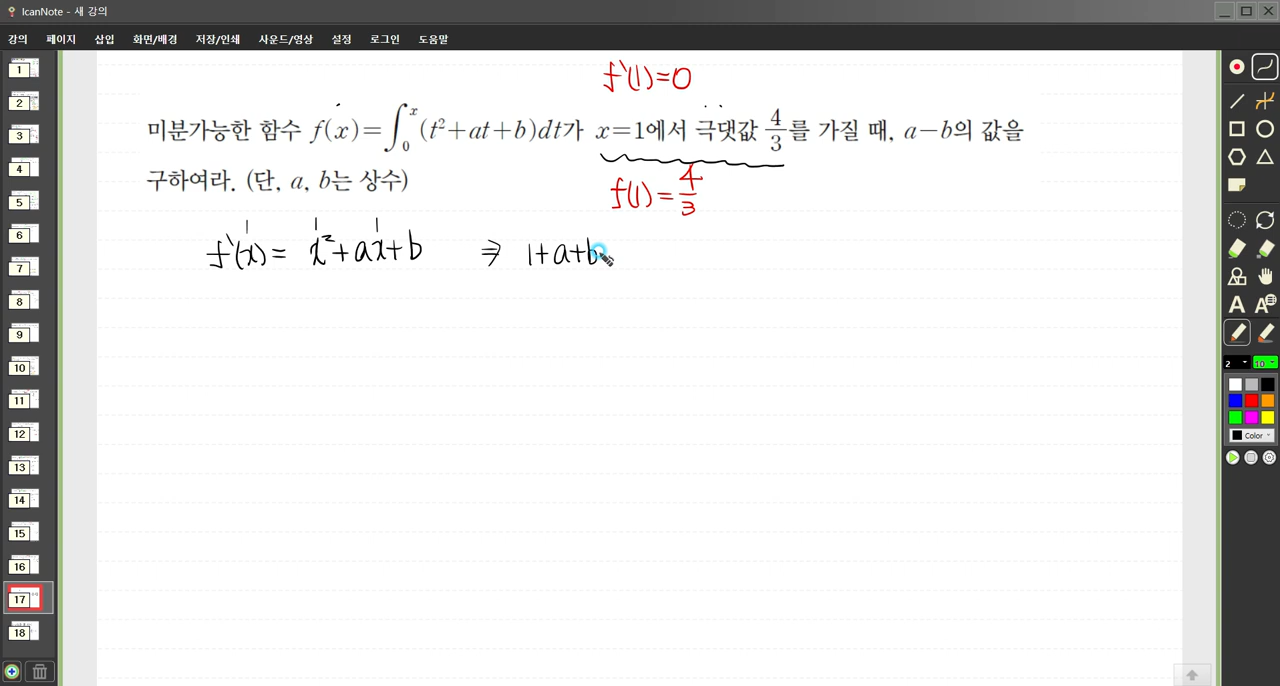 IcanNote - 새 강의
강의 페이지 삽입 화면/배경 저장/인쇄 사운드/영상 설정 로그인 도움말
f'(1)=0
미분가능한 함수 f(x)=∫₀ˣ(t²+at+b)dt가 x=1에서 극댓값 4/3를 가질 때, a−b의 값을
구하여라. (단, a, b는 상수)
f(1)=4/3
f'(x)= x²+ax+b ⇒ 1+a+b
1
2
3
4
5
6
7
8
9
10
11
12
13
14
15
16
17
18
A A
2 10
Color